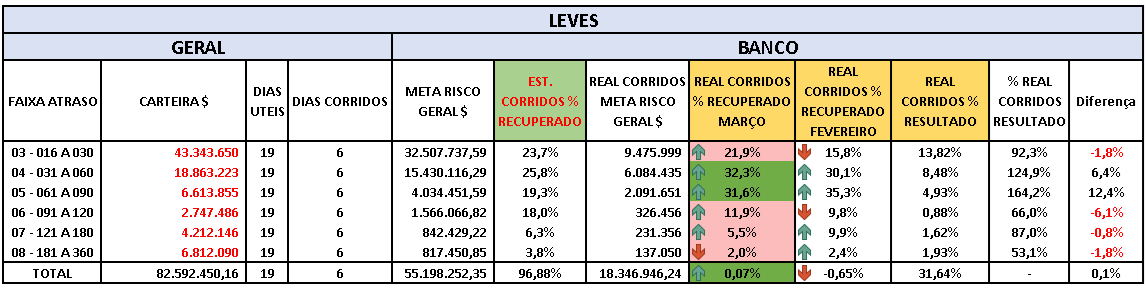 LEVES
GERAL BANCO
FAIXA ATRASO CARTEIRA $ DIAS UTEIS DIAS CORRIDOS META RISCO GERAL $ EST. CORRIDOS % RECUPERADO REAL CORRIDOS META RISCO GERAL $ REAL CORRIDOS % RECUPERADO MARÇO REAL CORRIDOS % RECUPERADO FEVEREIRO REAL CORRIDOS % RESULTADO % REAL CORRIDOS RESULTADO Diferença
03 - 016 A 030 43.343.650 19 6 32.507.737,59 23,7% 9.475.999 21,9% 15,8% 13,82% 92,3% -1,8%
04 - 031 A 060 18.863.223 19 6 15.430.116,29 25,8% 6.084.435 32,3% 30,1% 8,48% 124,9% 6,4%
05 - 061 A 090 6.613.855 19 6 4.034.451,59 19,3% 2.091.651 31,6% 35,3% 4,93% 164,2% 12,4%
06 - 091 A 120 2.747.486 19 6 1.566.066,82 18,0% 326.456 11,9% 9,8% 0,88% 66,0% -6,1%
07 - 121 A 180 4.212.146 19 6 842.429,22 6,3% 231.356 5,5% 9,9% 1,62% 87,0% -0,8%
08 - 181 A 360 6.812.090 19 6 817.450,85 3,8% 137.050 2,0% 2,4% 1,93% 53,1% -1,8%
TOTAL 82.592.450,16 19 6 55.198.252,35 96,88% 18.346.946,24 0,07% -0,65% 31,64% - 0,1%